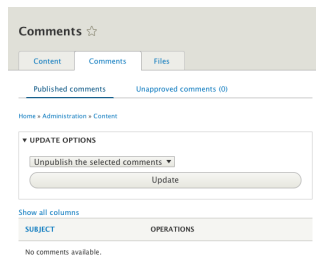 Comments ☆
Content Comments Files
Published comments Unapproved comments (0)
Home » Administration » Content
▼ UPDATE OPTIONS
Unpublish the selected comments ▼
Update
Show all columns
SUBJECT OPERATIONS
No comments available.